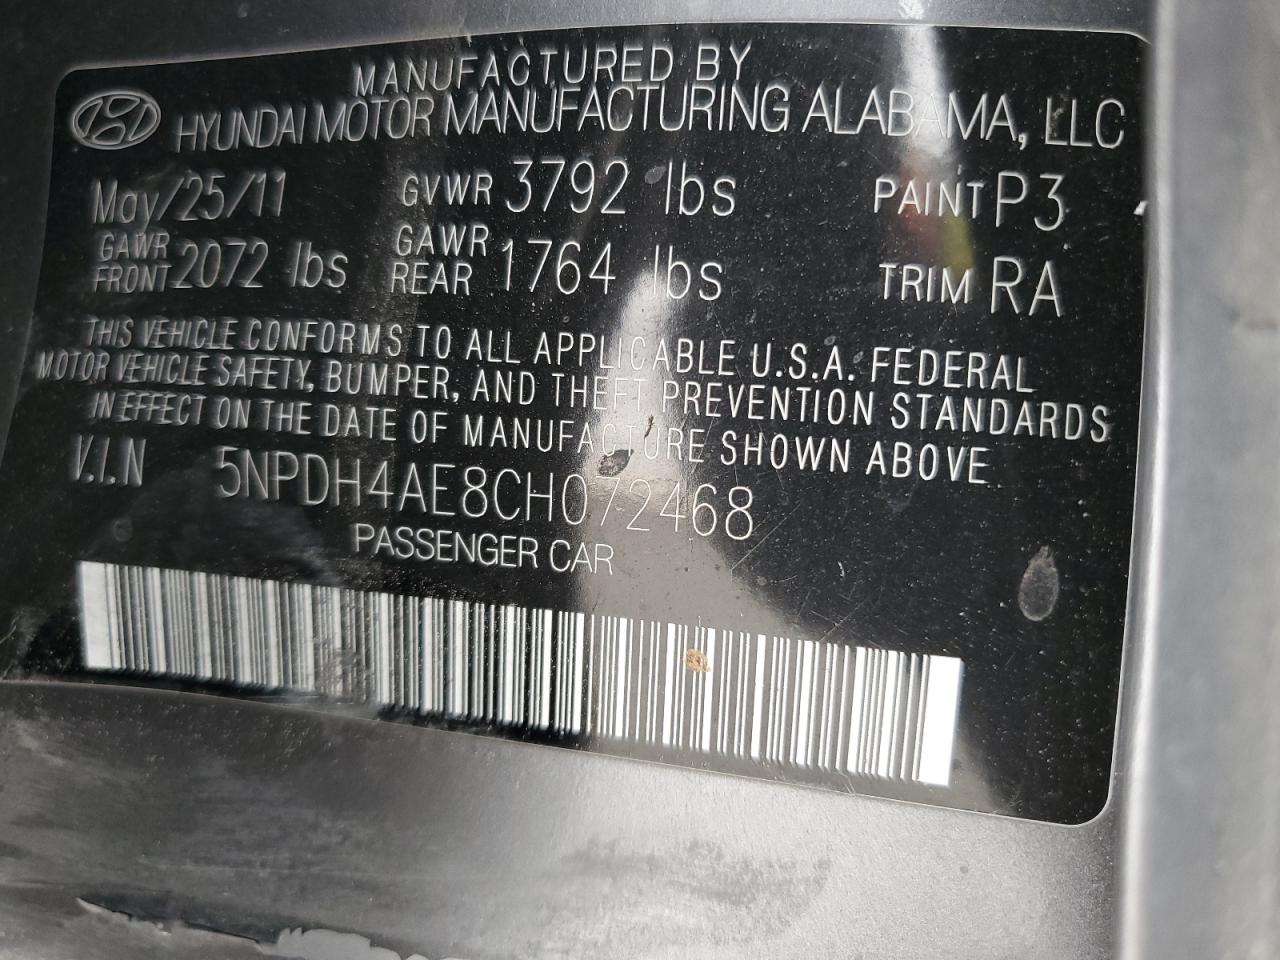 MANUFACTURED BY
HYUNDAI MOTOR MANUFACTURING ALABAMA, LLC
May/25/11 GVWR 3792 lbs PAINT P3
GAWR FRONT 2072 lbs GAWR REAR 1764 lbs TRIM RA
THIS VEHICLE CONFORMS TO ALL APPLICABLE U.S.A. FEDERAL
MOTOR VEHICLE SAFETY, BUMPER, AND THEFT PREVENTION STANDARDS
IN EFFECT ON THE DATE OF MANUFACTURE SHOWN ABOVE
V.I.N 5NPDH4AE8CH072468
PASSENGER CAR